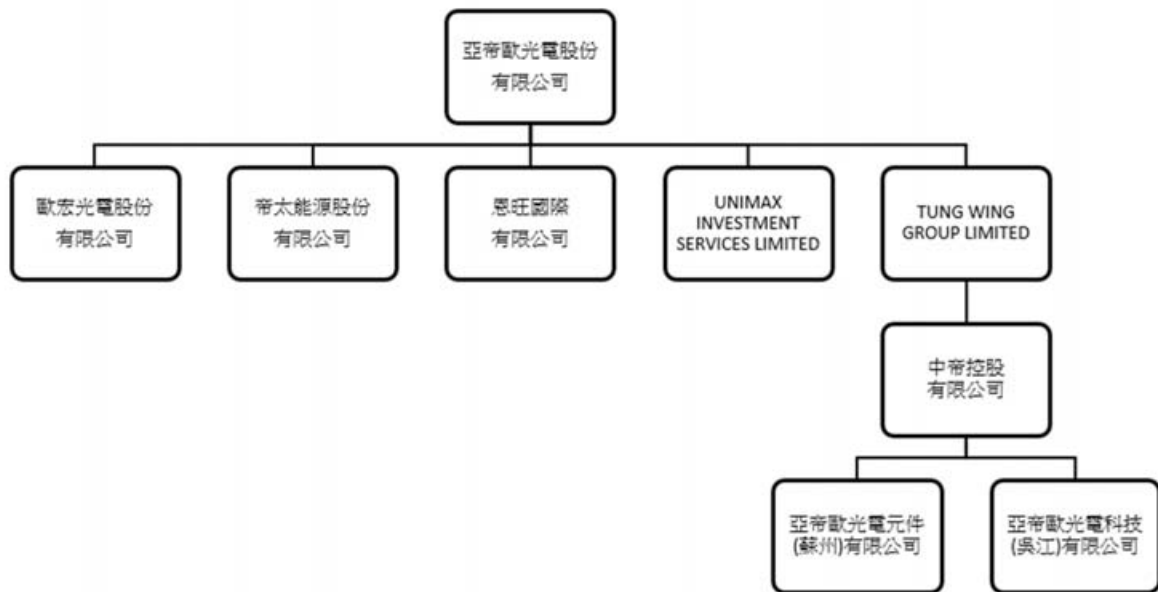 亞帝歐光電股份
有限公司
歐宏光電股份
有限公司
帝太能源股份
有限公司
恩旺國際
有限公司
UNIMAX
INVESTMENT
SERVICES LIMITED
TUNG WING
GROUP LIMITED
中帝控股
有限公司
亞帝歐光電元件
(蘇州)有限公司
亞帝歐光電科技
(吳江)有限公司